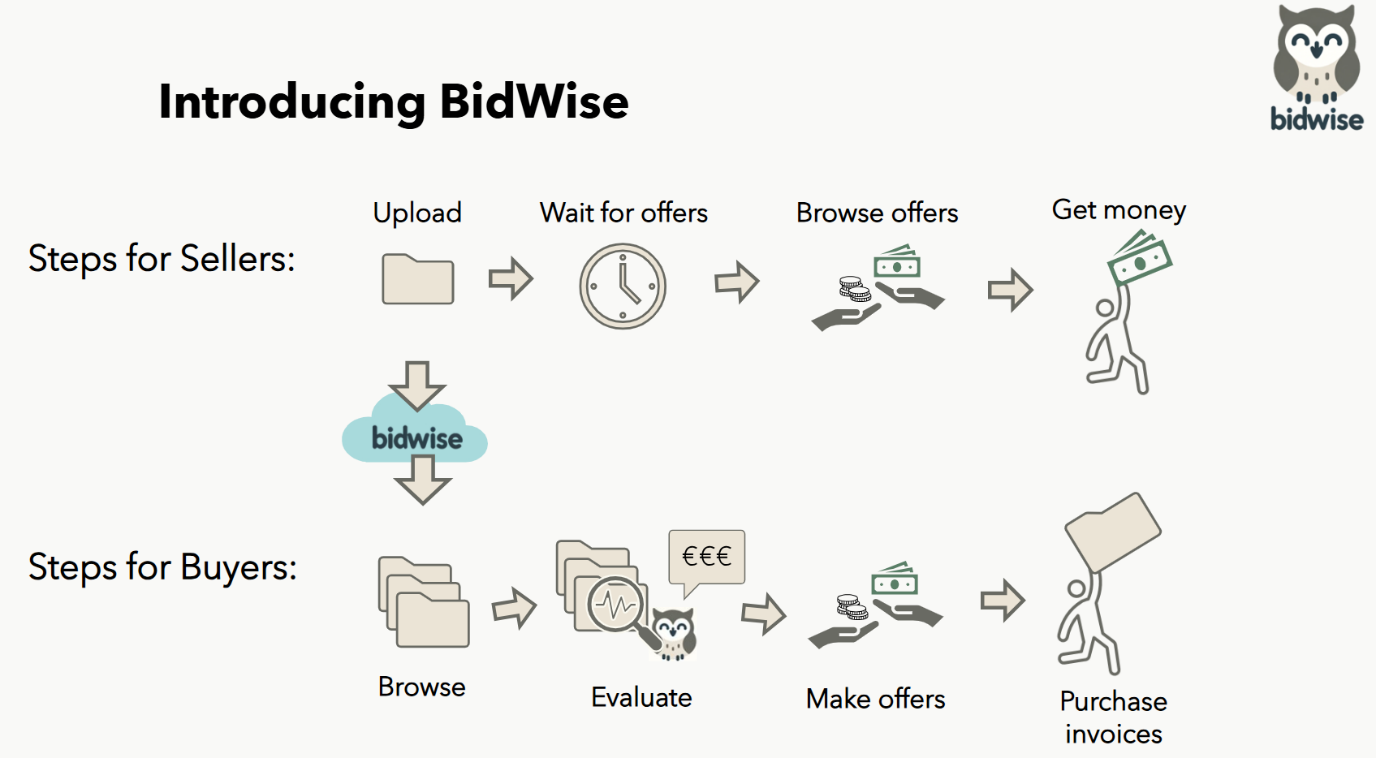 Introducing BidWise
bidwise
Upload
Wait for offers
Browse offers
Get money
Steps for Sellers:
bidwise
Steps for Buyers:
€€€
Browse
Evaluate
Make offers
Purchase
invoices